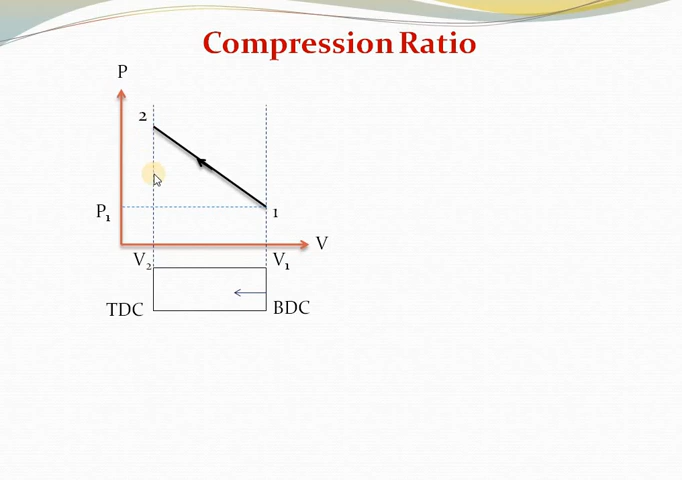 Compression Ratio
P
2
P₁
1
V
V₂
V₁
TDC
BDC